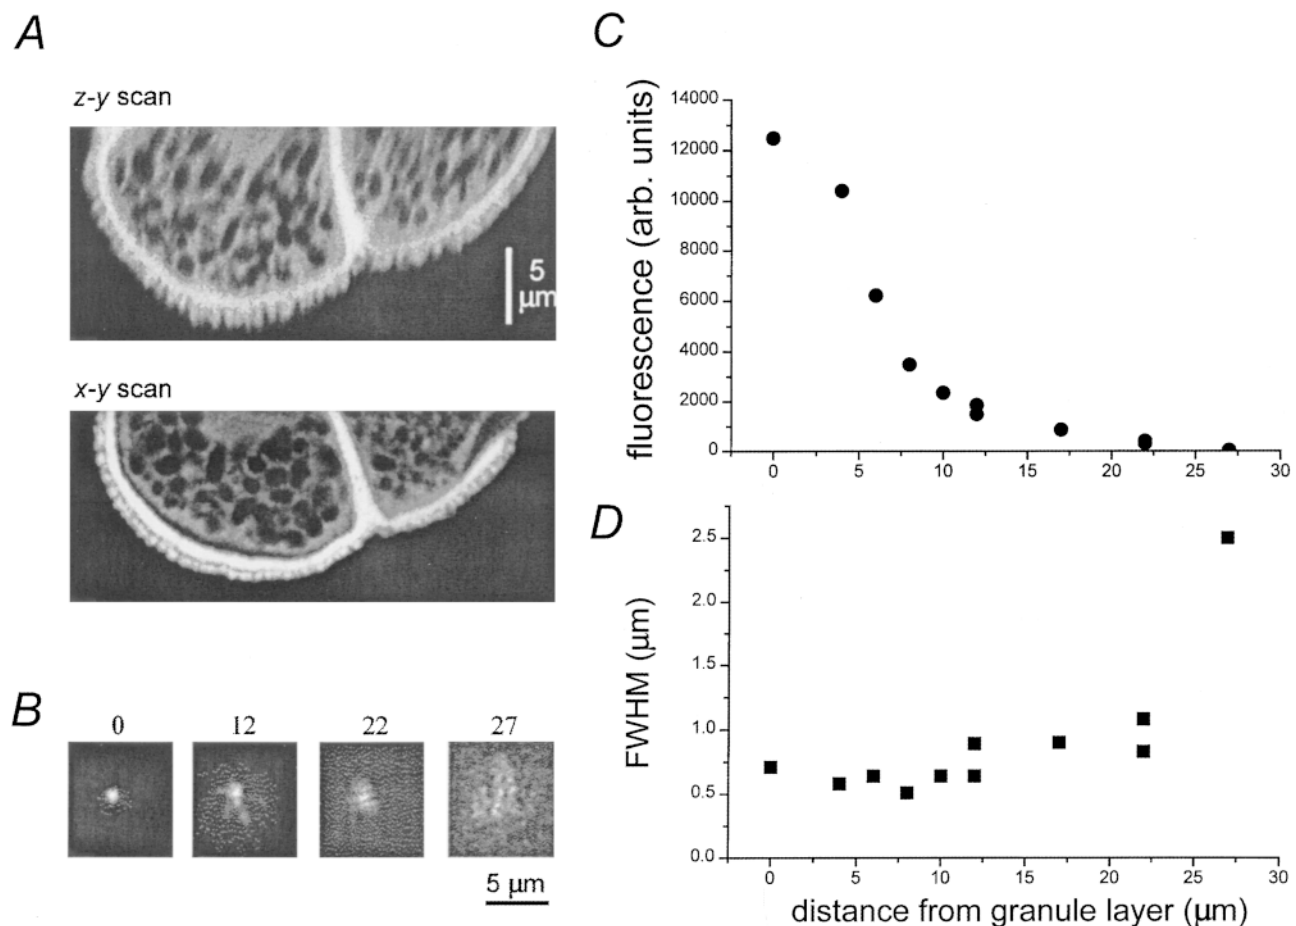 A
z-y scan
5
μm
x-y scan
B
0 12 22 27
5 μm
C
fluorescence (arb. units)
14000
12000
10000
8000
6000
4000
2000
0
0 5 10 15 20 25 30
D
FWHM (μm)
2.5
2.0
1.5
1.0
0.5
0.0
0 5 10 15 20 25 30
distance from granule layer (μm)